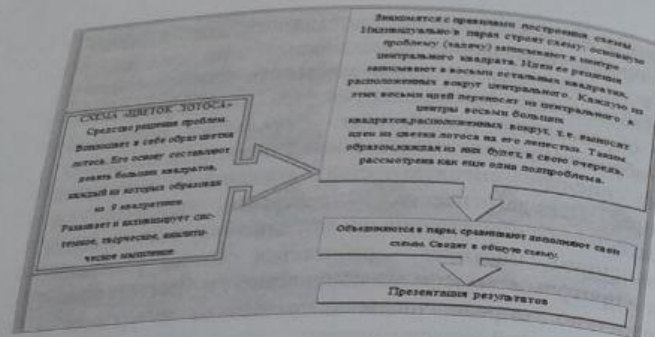 СХЕМА «ЦВЕТОК ЛОТОСА»
Средство решения проблем.
Воплощает в себе образ цветка
лотоса. Его основу составляют
девять больших квадратов,
каждый из которых образован
из 9 квадратиков.
Развивает и активизирует сис-
темное, творческое, аналити-
ческое мышление
Знакомятся с правилами построения схемы.
Индивидуально/в парах строят схему: основную
проблему (задачу) записывают в центре
центрального квадрата. Идеи ее решения
записывают в восьми остальных квадратах,
расположенных вокруг центрального. Каждую из
этих восьми идей переносят из центрального в
центры восьми больших
квадратов,расположенных вокруг, т.е. выносят
идеи из цветка лотоса на его лепестки. Таким
образом,каждая из них будет, в свою очередь,
рассмотрена как еще одна подпроблема.
Объединяются в пары, сравнивают дополняют свои
схемы. Сводят в общую схему.
Презентация результатов